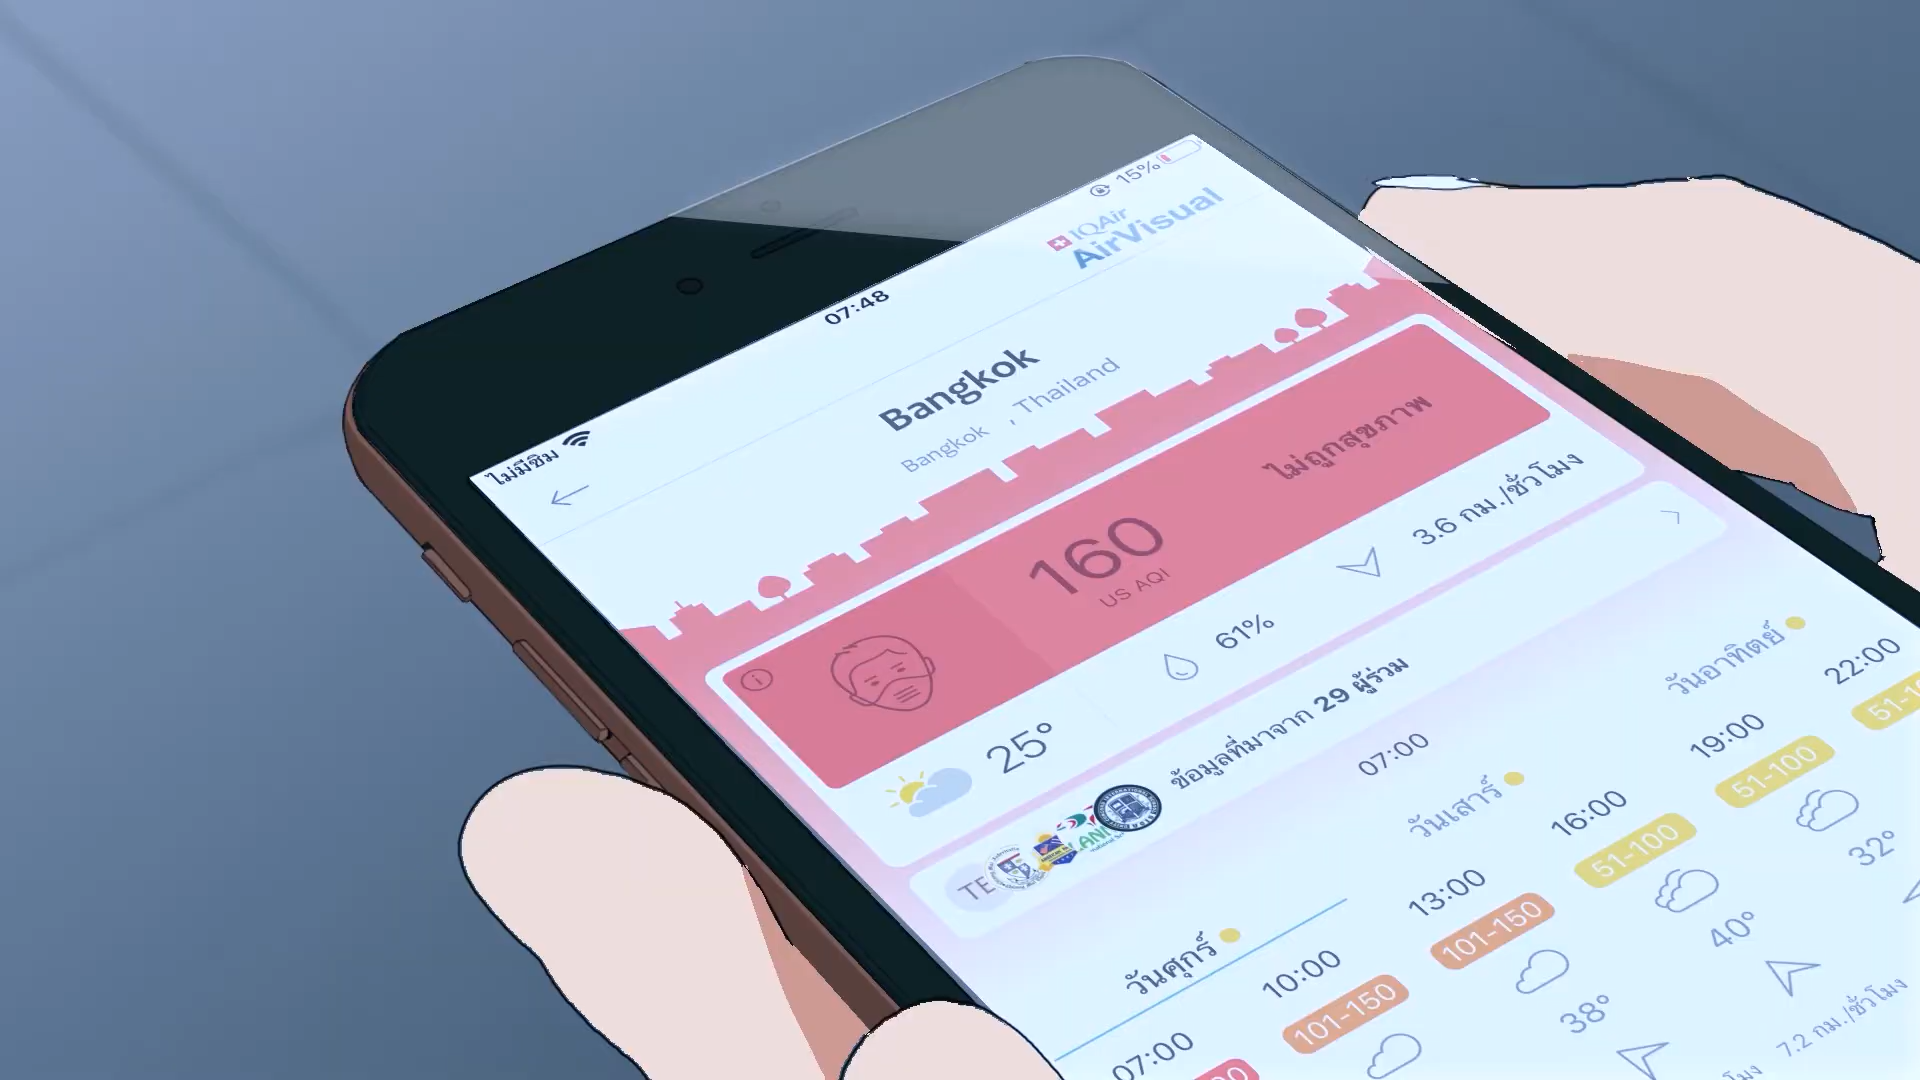 ไม่มีซิม
07:48
15%
IQAir
AirVisual
Bangkok
Bangkok , Thailand
160
US AQI
ไม่ถูกสุขภาพ
25°
61%
3.6 กม./ชั่วโมง
TE
ข้อมูลที่มาจาก 29 ผู้ร่วม
07:00
วันศุกร์
วันเสาร์
วันอาทิตย์
07:00
10:00
13:00
16:00
19:00
22:00
101-150
101-150
51-100
51-100
38°
40°
32°
7.2 กม./ชั่วโมง